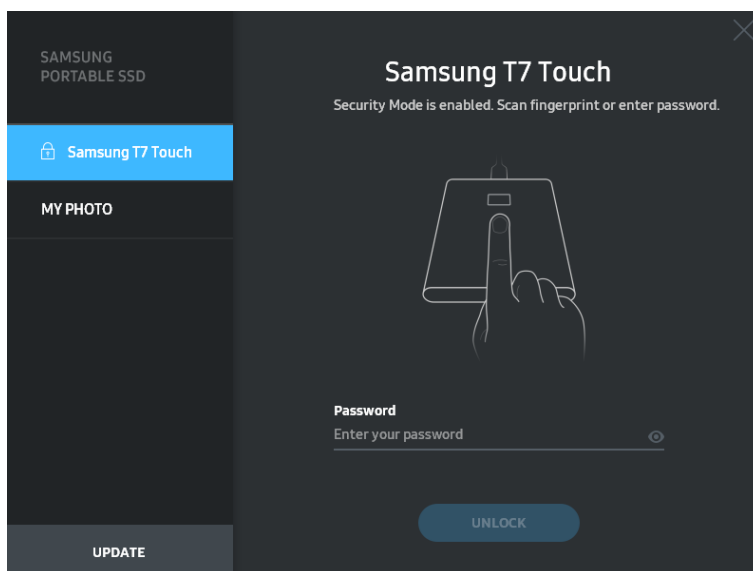 SAMSUNG
PORTABLE SSD
Samsung T7 Touch
MY PHOTO
UPDATE
Samsung T7 Touch
Security Mode is enabled. Scan fingerprint or enter password.
Password
Enter your password
UNLOCK